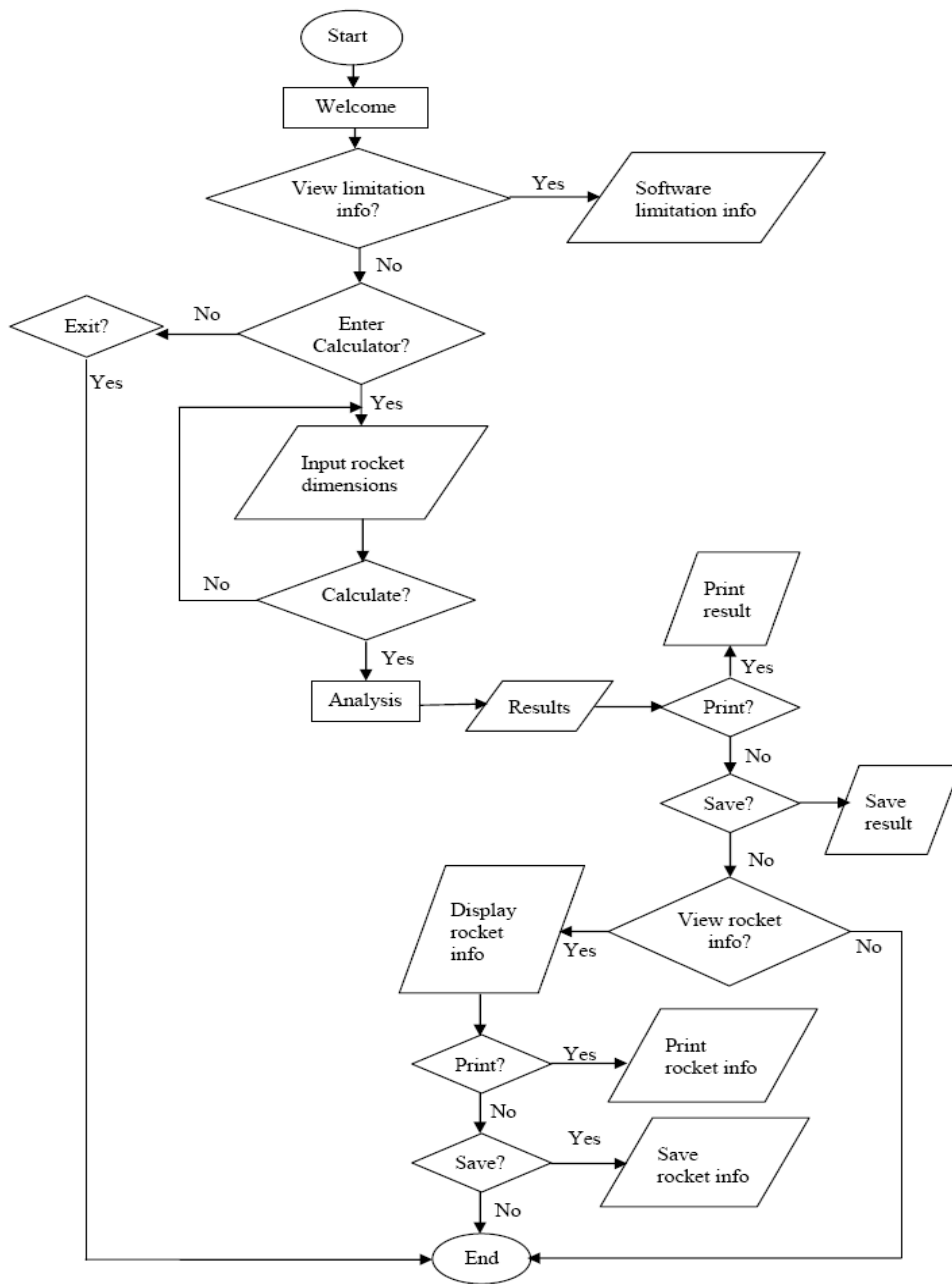 Start
Welcome
View limitation
info?
Yes
Software
limitation info
No
Exit?
No
Enter
Calculator?
Yes
Yes
Input rocket
dimensions
No
Calculate?
Yes
Print
result
Yes
Analysis
Results
Print?
No
Save?
Save
result
No
Display
rocket
info
Yes
View rocket
info?
No
Print?
Yes
Print
rocket info
No
Save?
Yes
Save
rocket info
No
End